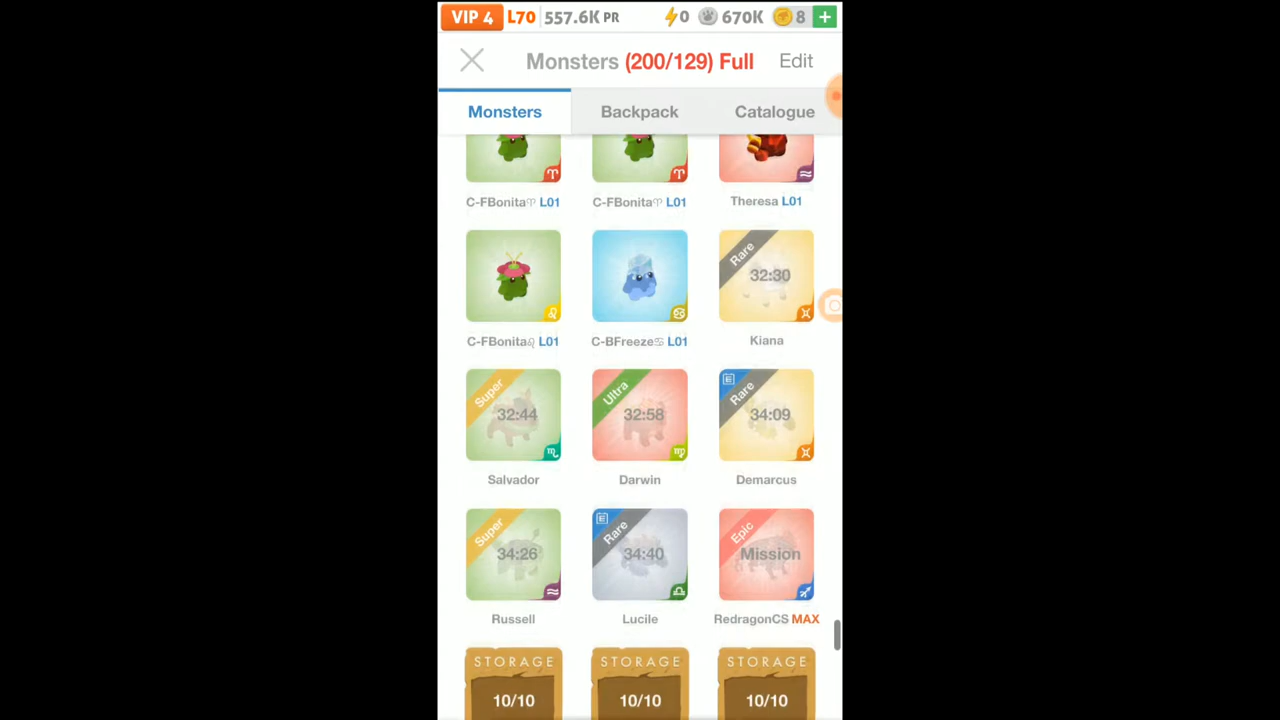 VIP 4 L70 557.6K PR 0 670K 8
Monsters (200/129) Full Edit
Monsters Backpack Catalogue
C-FBonita♈ L01 C-FBonita♈ L01 Theresa L01
Rare 32:30
C-FBonita♌ L01 C-BFreeze♋ L01 Kiana
Super 32:44 Ultra 32:58 Rare 34:09
Salvador Darwin Demarcus
Super 34:26 Rare 34:40 Epic Mission
Russell Lucile RedragonCS MAX
STORAGE STORAGE STORAGE
10/10 10/10 10/10